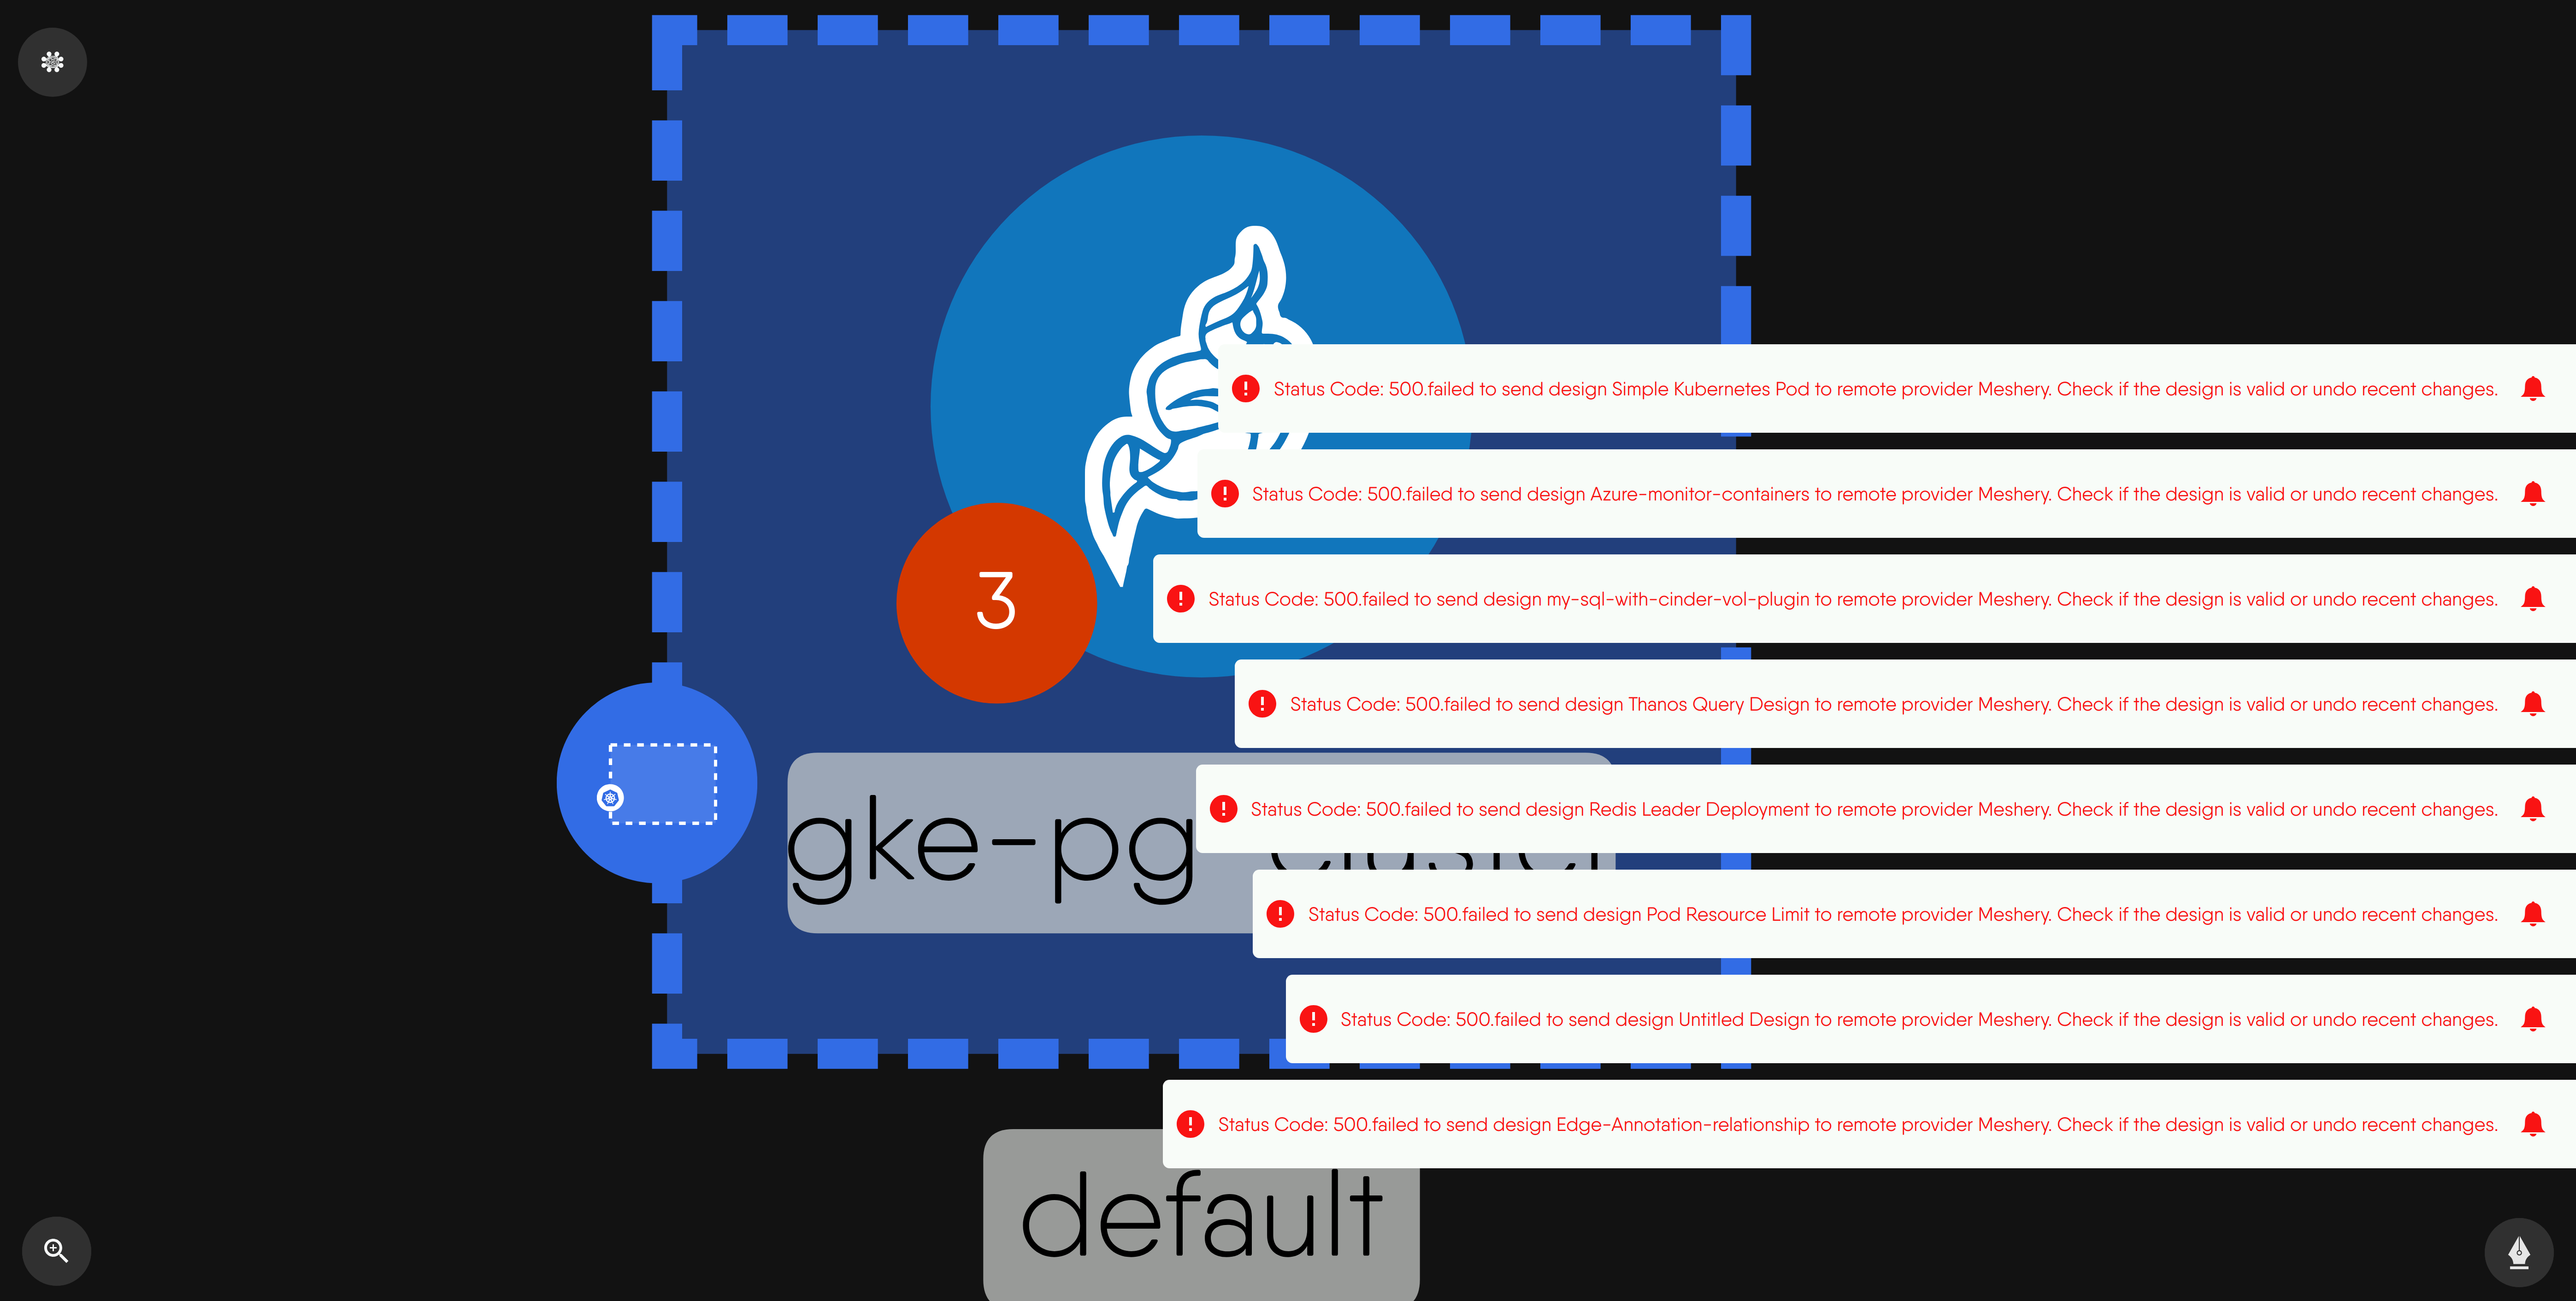 Status Code: 500.failed to send design Simple Kubernetes Pod to remote provider Meshery. Check if the design is valid or undo recent changes.
Status Code: 500.failed to send design Azure-monitor-containers to remote provider Meshery. Check if the design is valid or undo recent changes.
3
Status Code: 500.failed to send design my-sql-with-cinder-vol-plugin to remote provider Meshery. Check if the design is valid or undo recent changes.
Status Code: 500.failed to send design Thanos Query Design to remote provider Meshery. Check if the design is valid or undo recent changes.
Status Code: 500.failed to send design Redis Leader Deployment to remote provider Meshery. Check if the design is valid or undo recent changes.
gke-pg cluster
Status Code: 500.failed to send design Pod Resource Limit to remote provider Meshery. Check if the design is valid or undo recent changes.
Status Code: 500.failed to send design Untitled Design to remote provider Meshery. Check if the design is valid or undo recent changes.
Status Code: 500.failed to send design Edge-Annotation-relationship to remote provider Meshery. Check if the design is valid or undo recent changes.
default